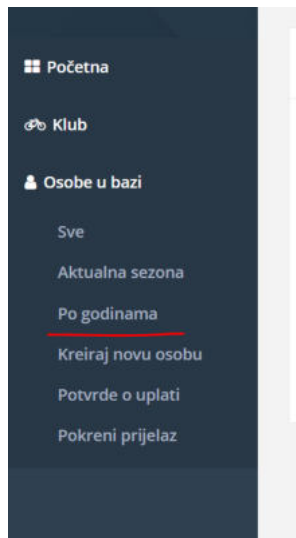 Početna
Klub
Osobe u bazi
Sve
Aktualna sezona
Po godinama
Kreiraj novu osobu
Potvrde o uplati
Pokreni prijelaz